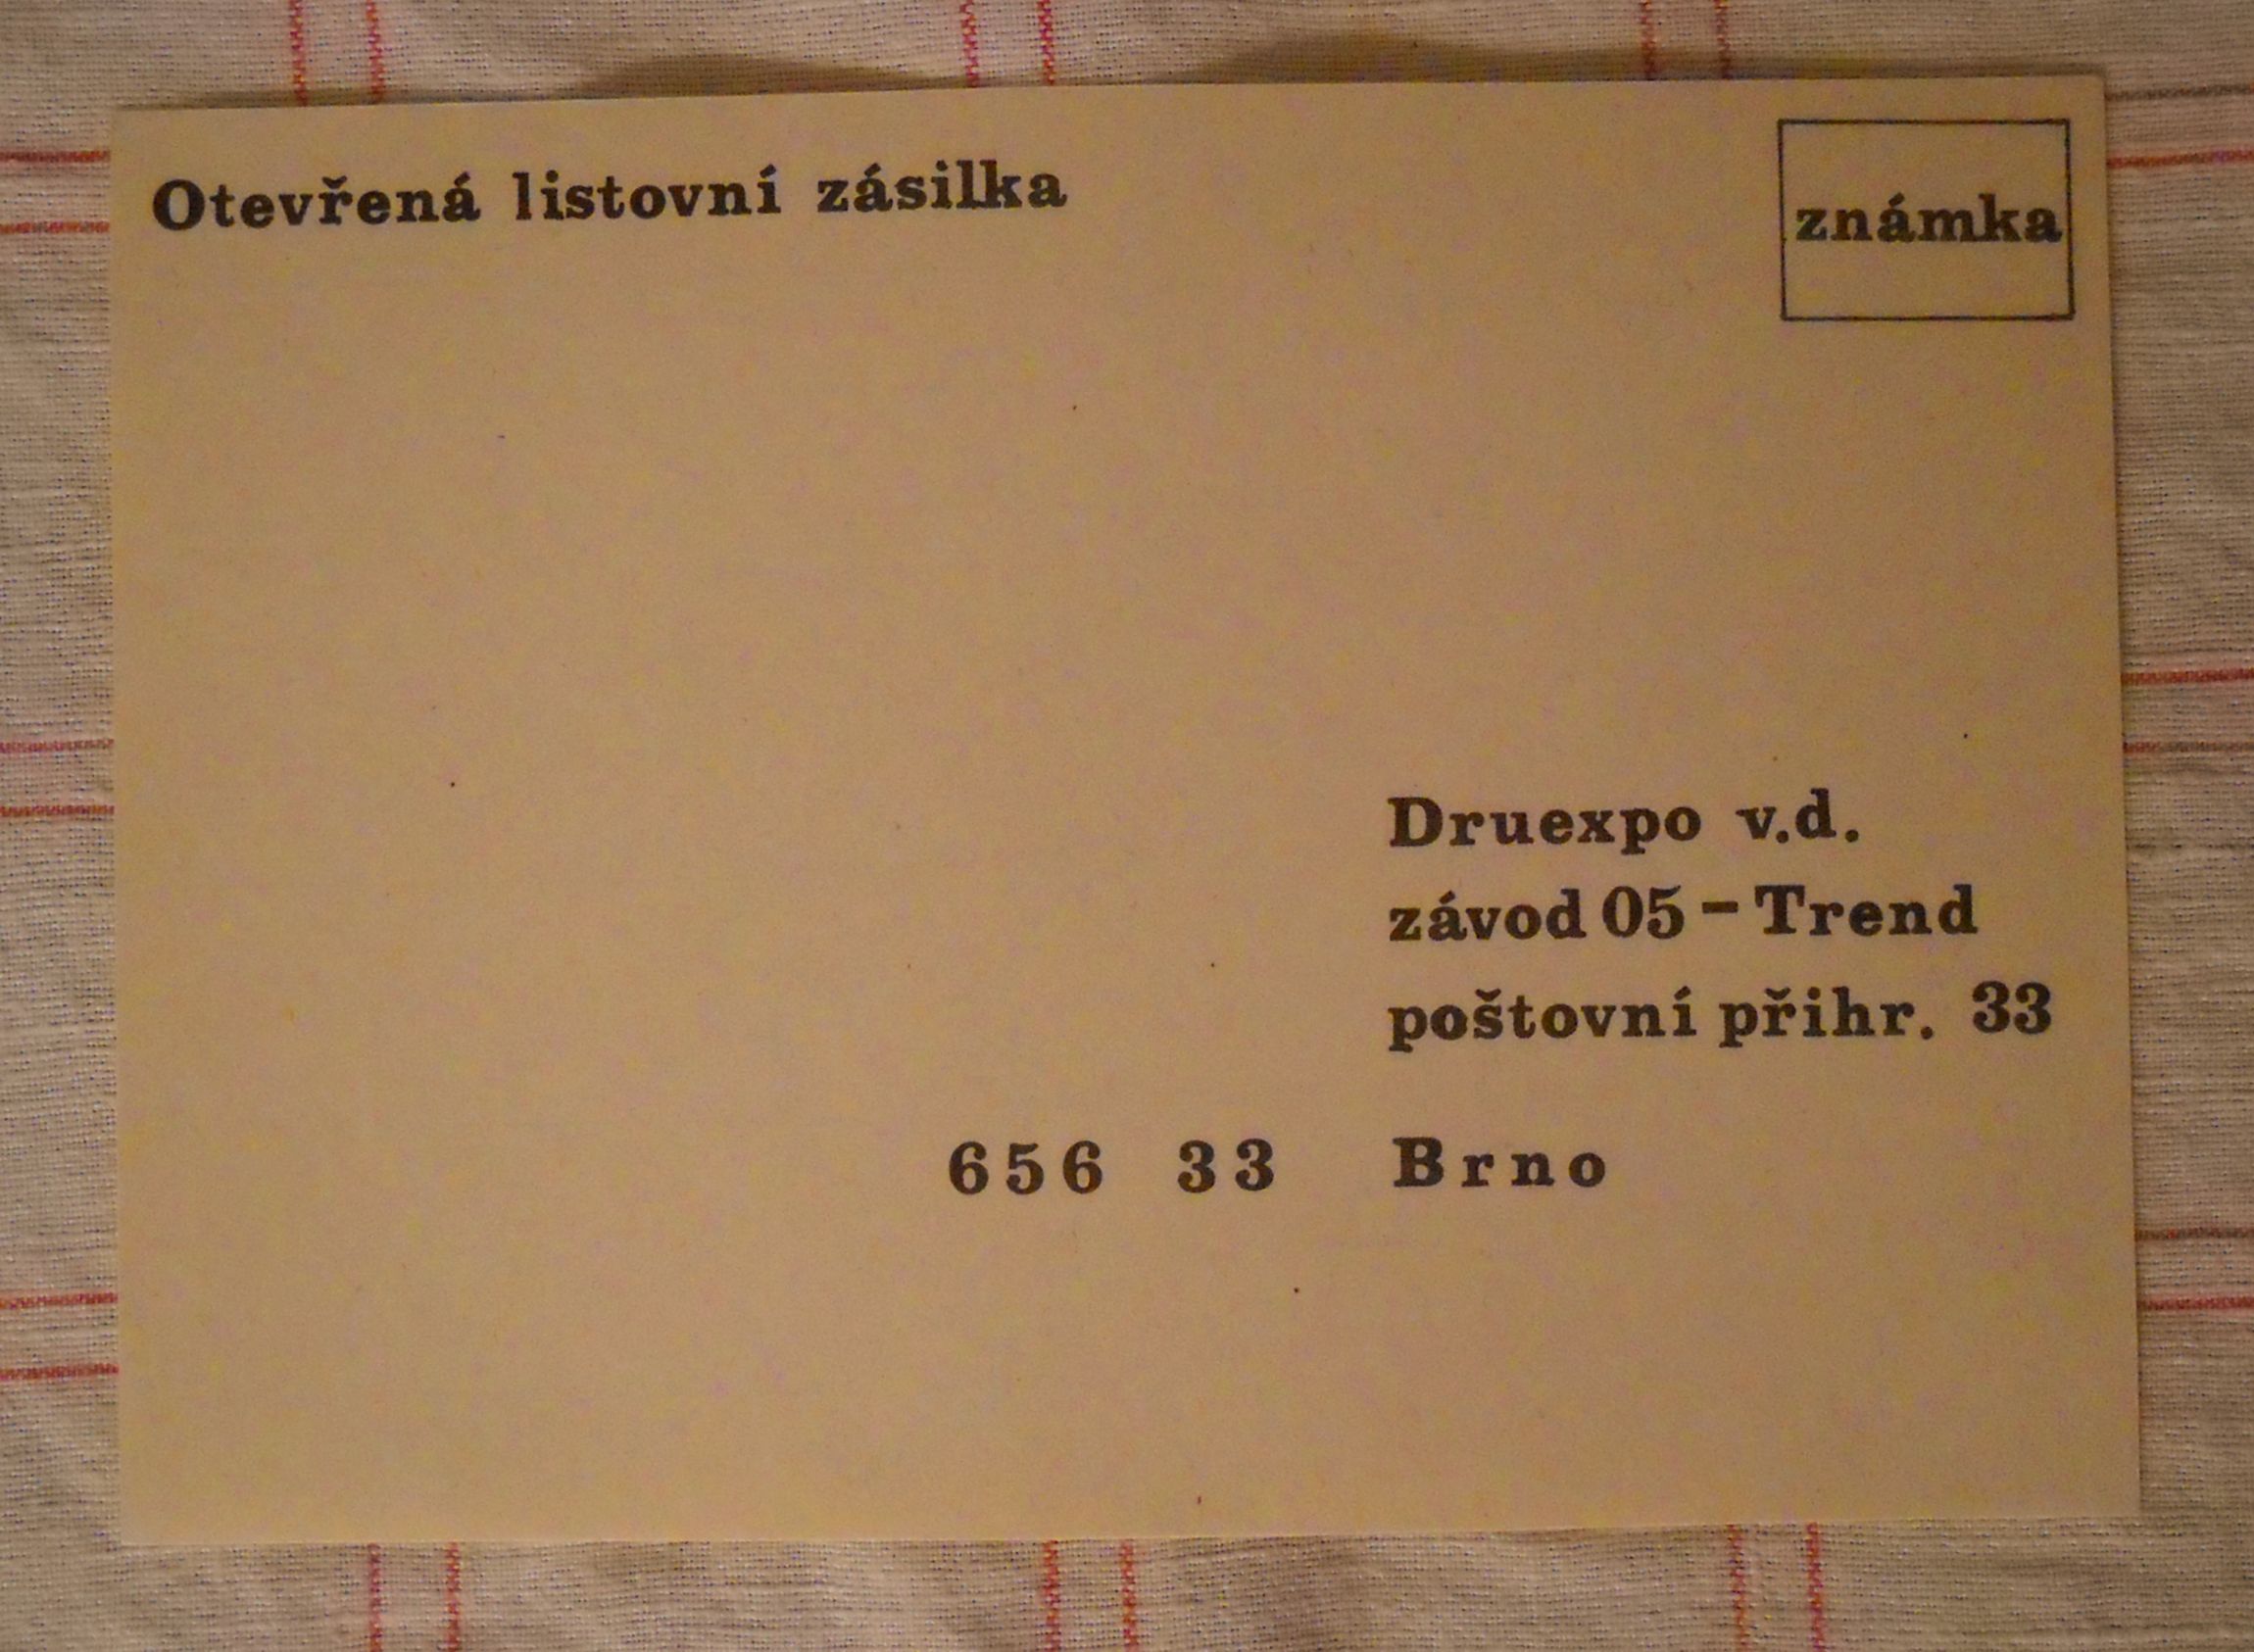 Otevřená listovní zásilka
známka
Druexpo v.d.
závod 05 - Trend
poštovní přihr. 33
656 33 Brno